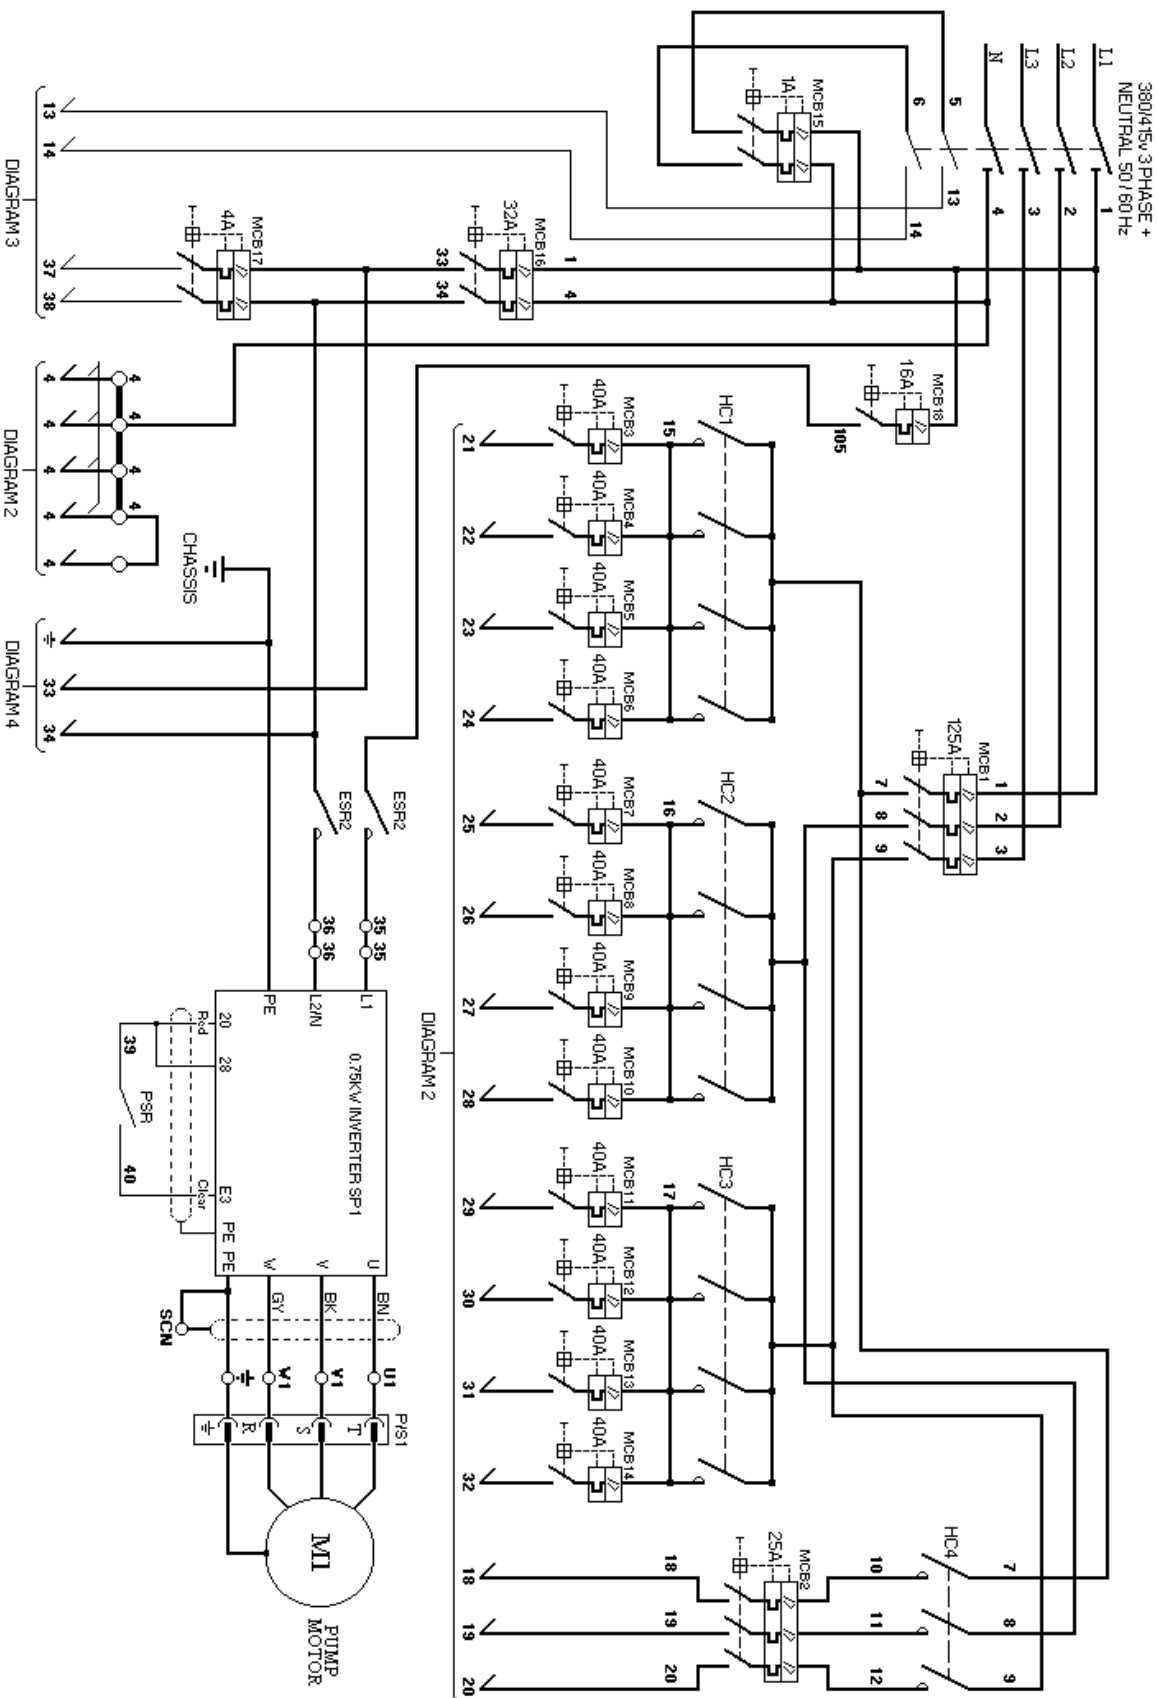 380/415v 3 PHASE +
NEUTRAL 50/60 Hz
L1
L2
L3
N
1
2
3
4
5
6
13
14
MCB15
1A
MCB16
32A
1
4
33
34
MCB17
4A
13
14
37
38
DIAGRAM 3
MCB18
16A
105
4
4
4
4
4
4
4
4
4
DIAGRAM 2
CHASSIS
33
34
DIAGRAM 4
MCB1
125A
1
2
3
7
8
9
HC1
15
MCB3
40A
21
MCB4
40A
22
MCB5
40A
23
MCB6
40A
24
HC2
16
MCB7
40A
25
MCB8
40A
26
MCB9
40A
27
MCB10
40A
28
HC3
17
MCB11
40A
29
MCB12
40A
30
MCB13
40A
31
MCB14
40A
32
HC4
7
8
9
10
11
12
MCB2
25A
18
19
20
18
19
20
DIAGRAM 2
ESR2
ESR2
35 35
36 36
L1
L2/N
PE
0.75KW INVERTER SP1
20
28
E3
PE
PE
W
V
U
Red
Clear
39
PSR
40
BN
BK
GY
SCN
U1
V1
W1
P/S1
T
S
R
M1
PUMP
MOTOR